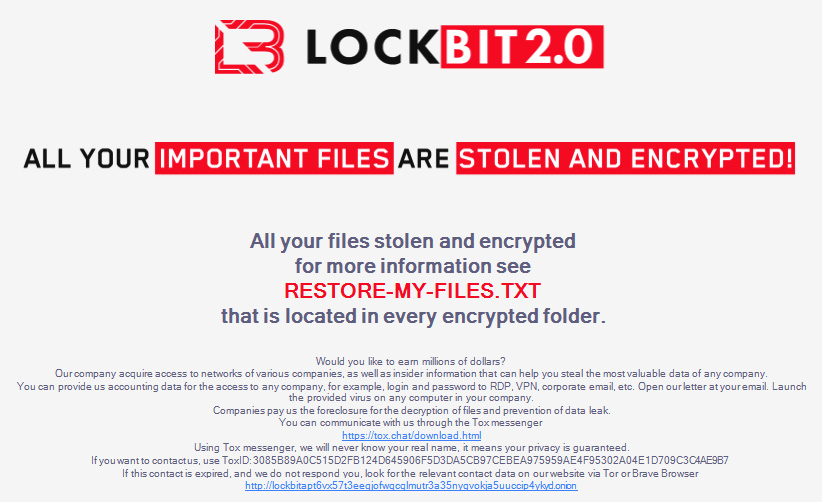 LOCKBIT 2.0
ALL YOUR IMPORTANT FILES ARE STOLEN AND ENCRYPTED!
All your files stolen and encrypted
for more information see
RESTORE-MY-FILES.TXT
that is located in every encrypted folder.
Would you like to earn millions of dollars?
Our company acquire access to networks of various companies, as well as insider information that can help you steal the most valuable data of any company.
You can provide us accounting data for the access to any company, for example, login and password to RDP, VPN, corporate email, etc. Open our letter at your email. Launch
the provided virus on any computer in your company.
Companies pay us the foreclosure for the decryption of files and prevention of data leak.
You can communicate with us through the Tox messenger
https://tox.chat/download.html
Using Tox messenger, we will never know your real name, it means your privacy is guaranteed.
If you want to contact us, use ToxID: 3085B89A0C515D2FB124D645906F5D3DA5CB97CEBEA975959AE4F95302A04E1D709C3C4AE9B7
If this contact is expired, and we do not respond you, look for the relevant contact data on our website via Tor or Brave Browser
http://lockbitapt6vx57t3eeqjofwgcglmutr3a35nygvokja5uuccip4ykyd.onion